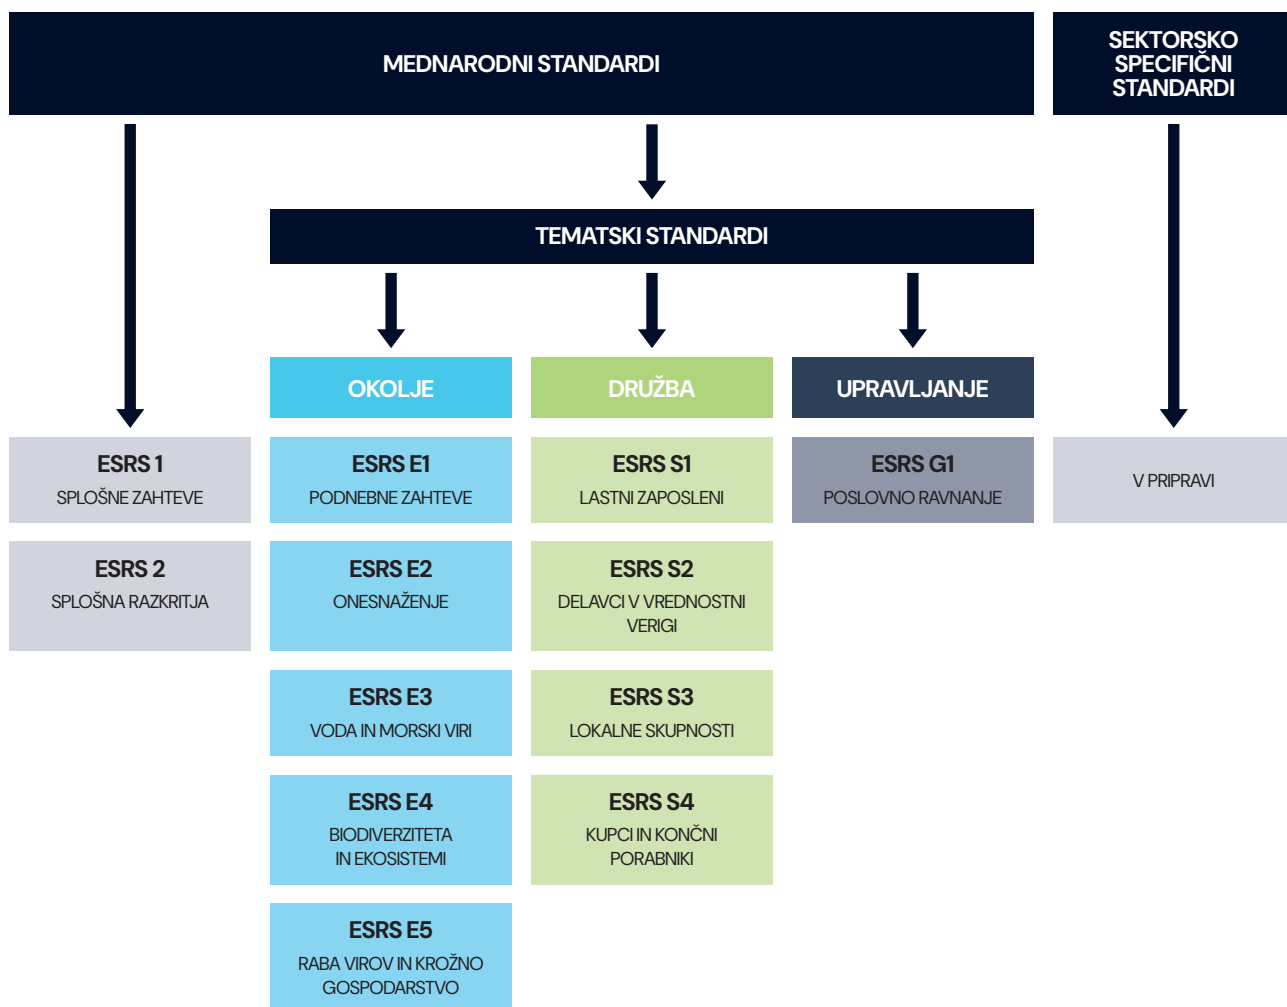 MEDNARODNI STANDARDI
SEKTORSKO
SPECIFIČNI
STANDARDI
TEMATSKI STANDARDI
OKOLJE
DRUŽBA
UPRAVLJANJE
ESRS 1
SPLOŠNE ZAHTEVE
ESRS E1
PODNEBNE ZAHTEVE
ESRS S1
LASTNI ZAPOSLENI
ESRS G1
POSLOVNO RAVNANJE
V PRIPRAVI
ESRS 2
SPLOŠNA RAZKRITJA
ESRS E2
ONESNAŽENJE
ESRS S2
DELAVCI V VREDNOSTNI
VERIGI
ESRS E3
VODA IN MORSKI VIRI
ESRS S3
LOKALNE SKUPNOSTI
ESRS E4
BIODIVERZITETA
IN EKOSISTEMI
ESRS S4
KUPCI IN KONČNI
PORABNIKI
ESRS E5
RABA VIROV IN KROŽNO
GOSPODARSTVO